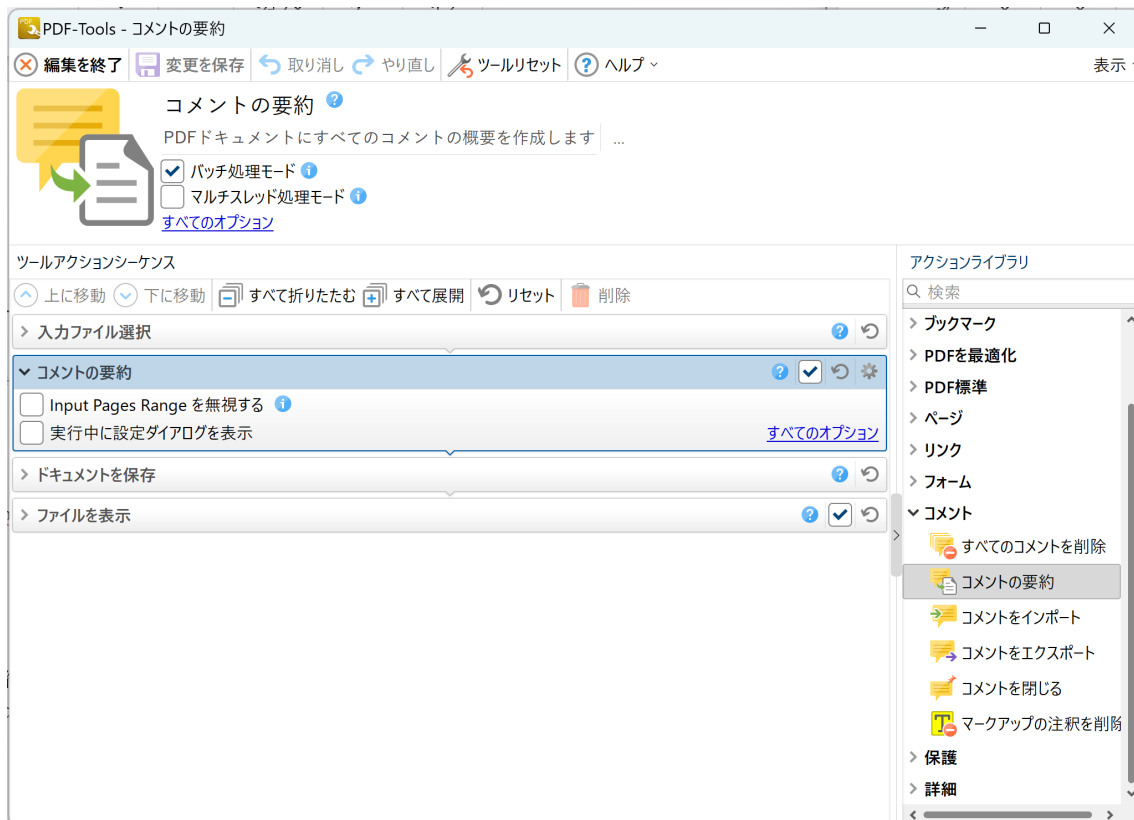 PDF-Tools - コメントの要約
編集を終了 変更を保存 取り消し やり直し ツールリセット ヘルプ 表示
コメントの要約
PDFドキュメントにすべてのコメントの概要を作成します ...
バッチ処理モード
マルチスレッド処理モード
すべてのオプション
ツールアクションシーケンス
上に移動 下に移動 すべて折りたたむ すべて展開 リセット 削除
入力ファイル選択
コメントの要約
Input Pages Range を無視する
実行中に設定ダイアログを表示 すべてのオプション
ドキュメントを保存
ファイルを表示
アクションライブラリ
検索
ブックマーク
PDFを最適化
PDF標準
ページ
リンク
フォーム
コメント
すべてのコメントを削除
コメントの要約
コメントをインポート
コメントをエクスポート
コメントを閉じる
マークアップの注釈を削除
保護
詳細